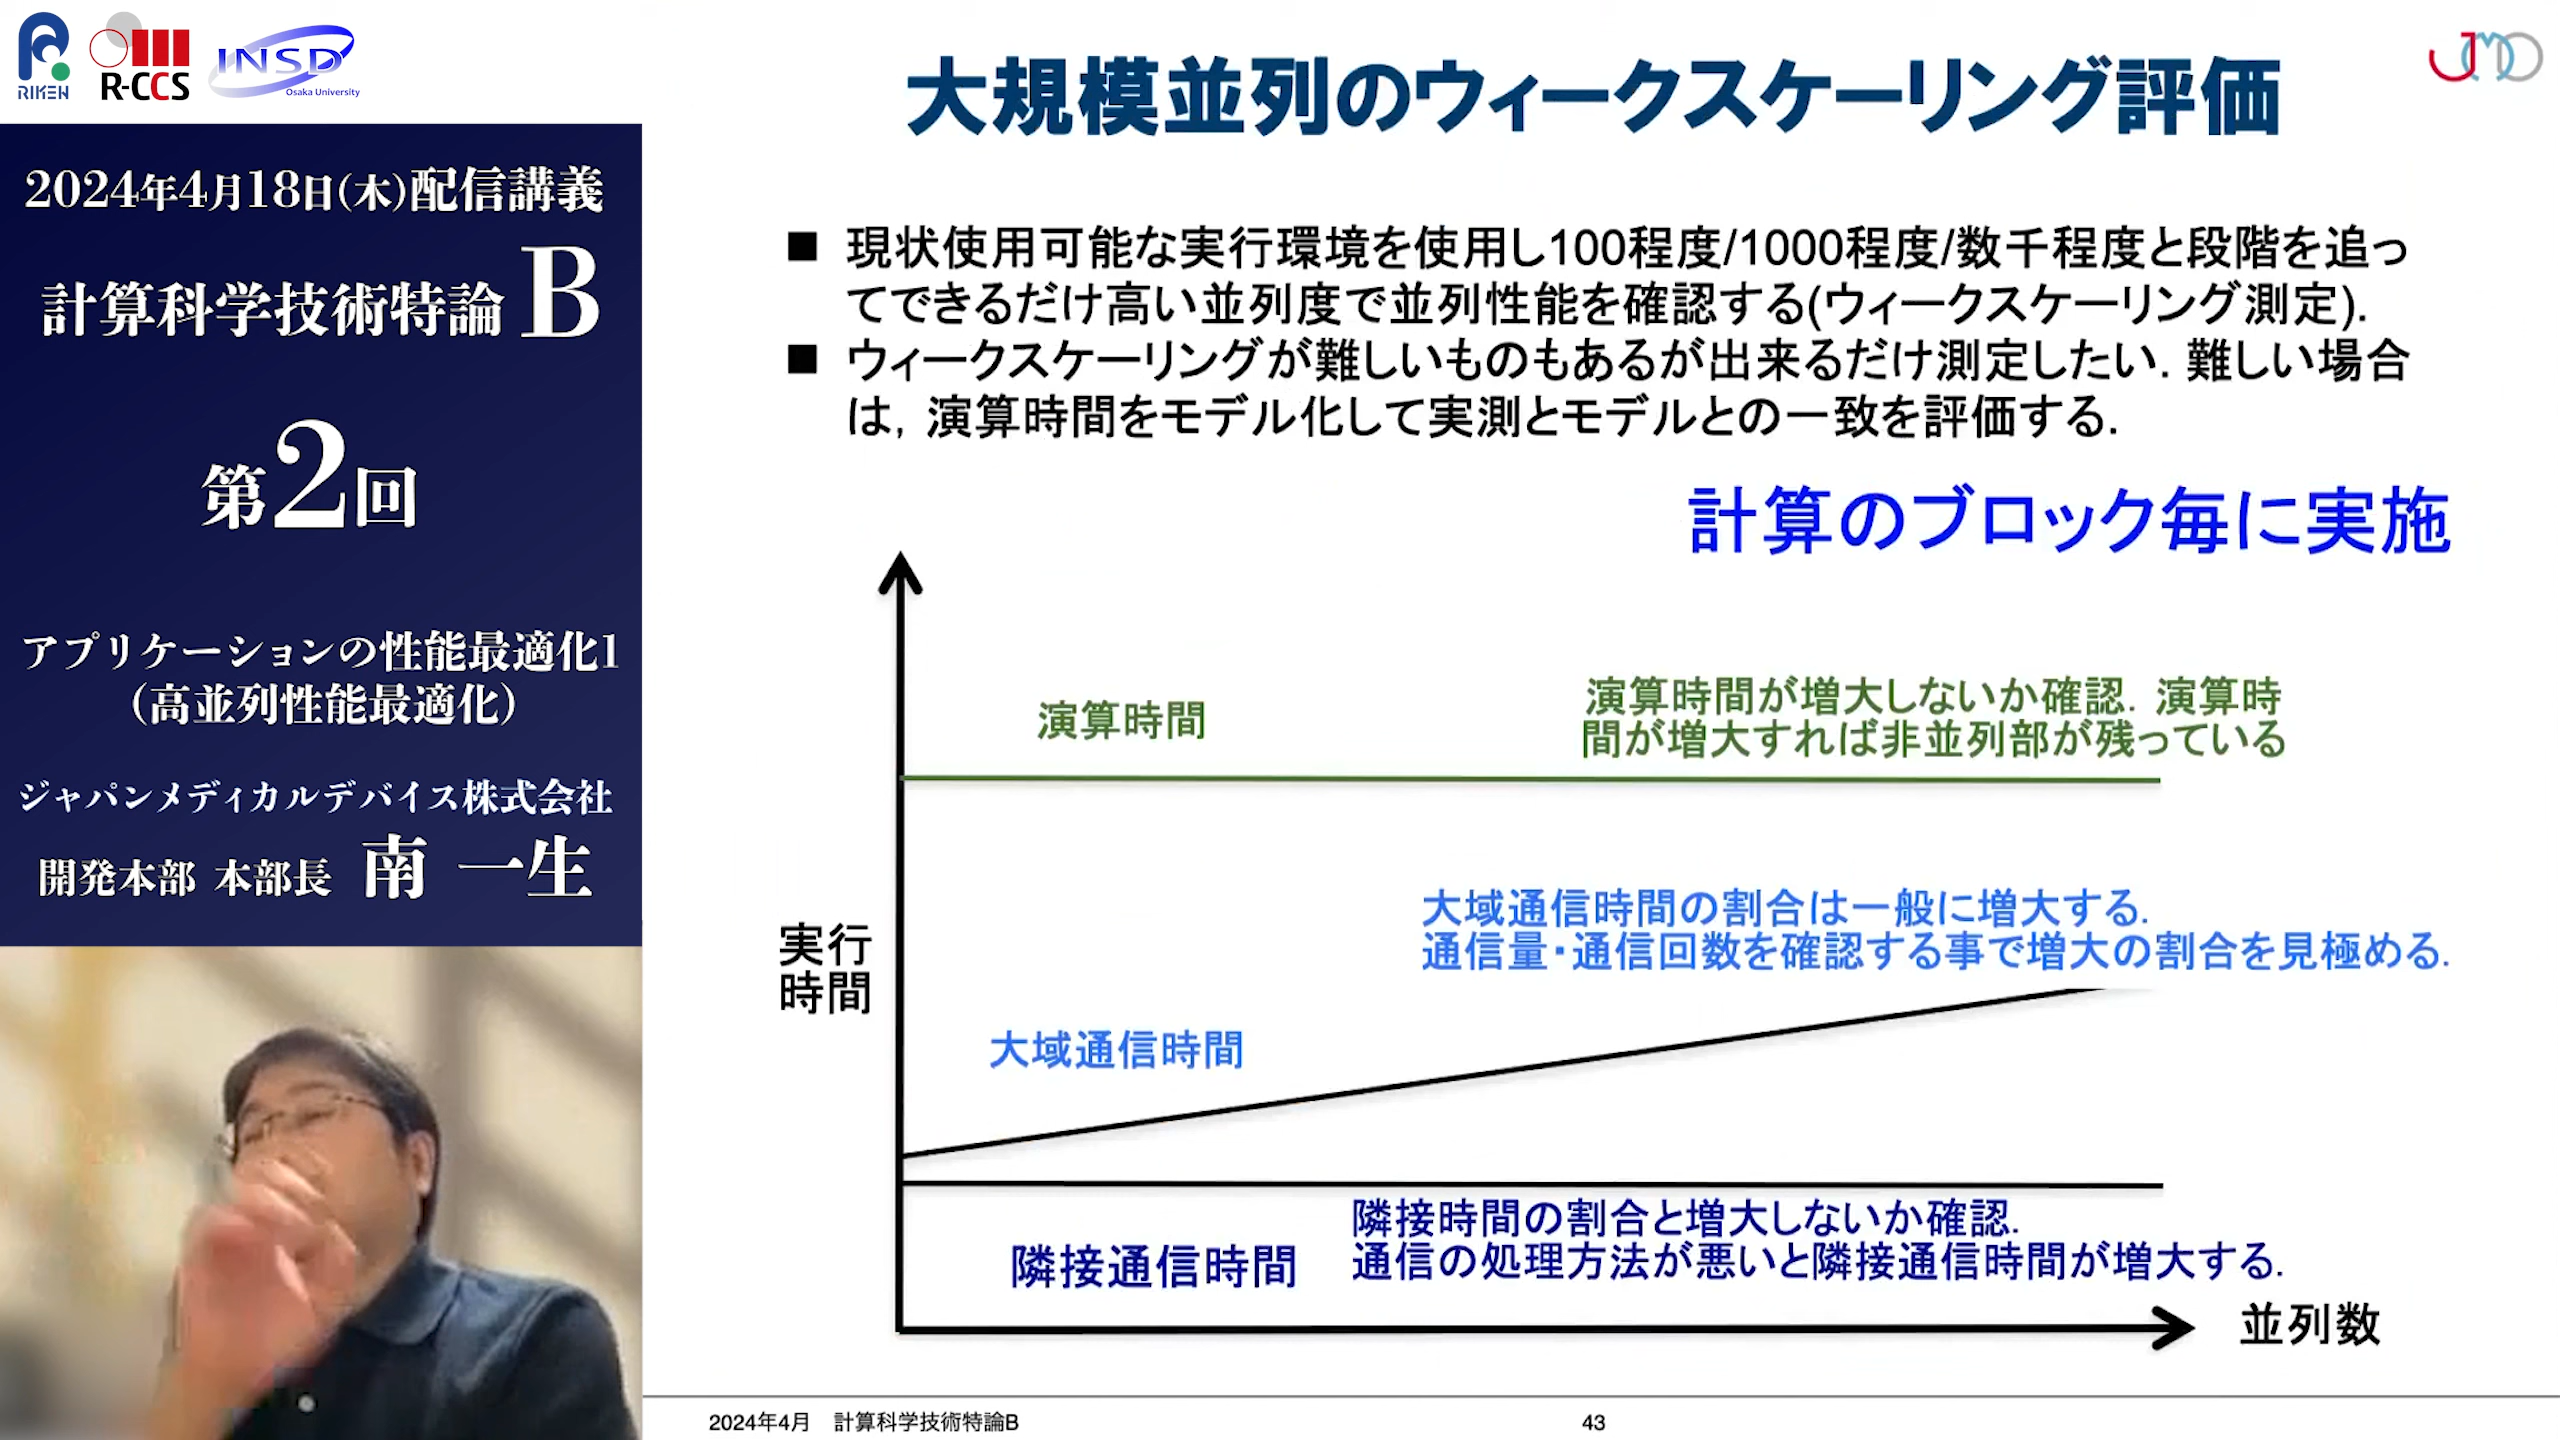 RIKEN
R-CCS
INSD
Osaka University
2024年4月18日(木)配信講義
計算科学技術特論 B
第2回
アプリケーションの性能最適化1
(高並列性能最適化)
ジャパンメディカルデバイス株式会社
開発本部 本部長 南 一生
JMD
大規模並列のウィークスケーリング評価
■ 現状使用可能な実行環境を使用し100程度/1000程度/数千程度と段階を追っ
てできるだけ高い並列度で並列性能を確認する(ウィークスケーリング測定).
■ ウィークスケーリングが難しいものもあるが出来るだけ測定したい. 難しい場合
は, 演算時間をモデル化して実測とモデルとの一致を評価する.
計算のブロック毎に実施
演算時間
演算時間が増大しないか確認. 演算時
間が増大すれば非並列部が残っている
実行
時間
大域通信時間の割合は一般に増大する.
通信量・通信回数を確認する事で増大の割合を見極める.
大域通信時間
隣接通信時間
隣接時間の割合と増大しないか確認.
通信の処理方法が悪いと隣接通信時間が増大する.
並列数
2024年4月 計算科学技術特論B
43